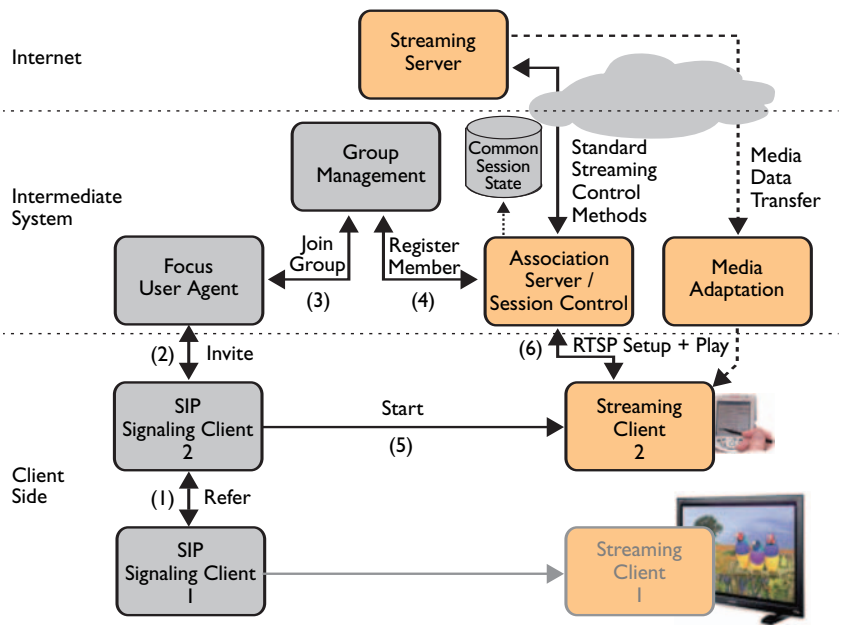 Streaming
Server
Internet
Common
Session
State
Group
Management
Standard
Streaming
Control
Methods
Media
Data
Transfer
Intermediate
System
Join
Group
(3)
Register
Member
(4)
Focus
User Agent
Association
Server /
Session Control
Media
Adaptation
(2) Invite
(6) RTSP Setup + Play
SIP
Signaling Client
2
Start
(5)
Streaming
Client
2
Client
Side
(1) Refer
SIP
Signaling Client
1
Streaming
Client
1